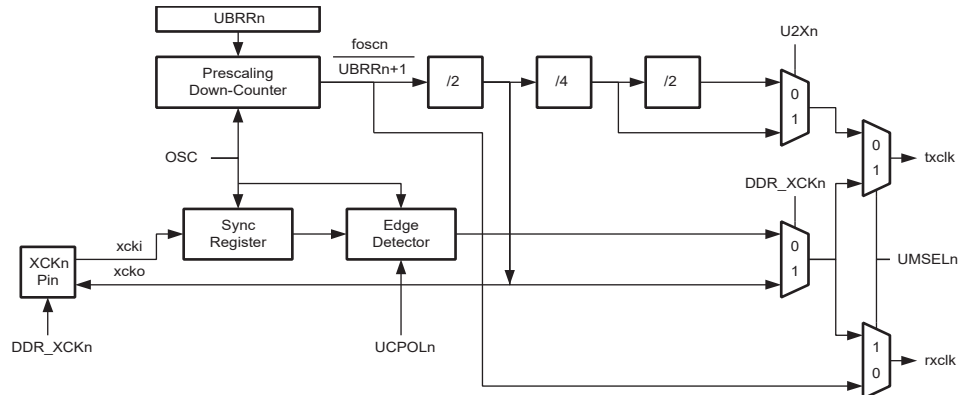 UBRRn
foscn
U2Xn
Prescaling
Down-Counter
UBRRn+1
/2
/4
/2
0
1
0
1
txclk
OSC
DDR_XCKn
Sync
Register
Edge
Detector
xcki
0
1
UMSELn
XCKn
Pin
xcko
DDR_XCKn
UCPOLn
1
0
rxclk